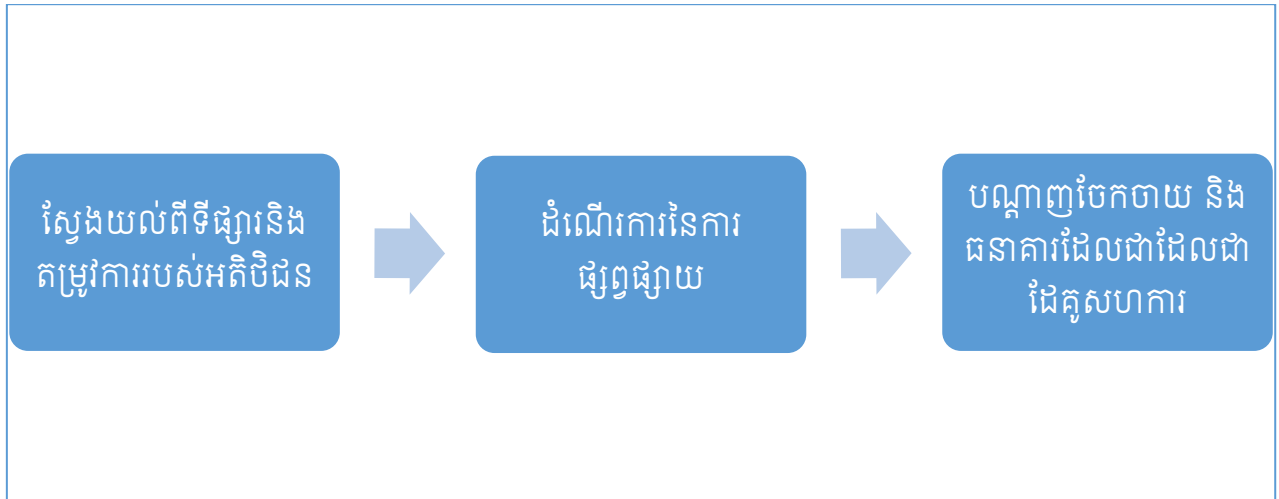 ស្វែងយល់ពីទីផ្សារនិង
តម្រូវការរបស់អតិថិជន
ដំណើរការនៃការ
ផ្សព្វផ្សាយ
បណ្តាញចែកចាយ និង
ធនាគារដែលជាដែលជា
ដៃគូសហការ